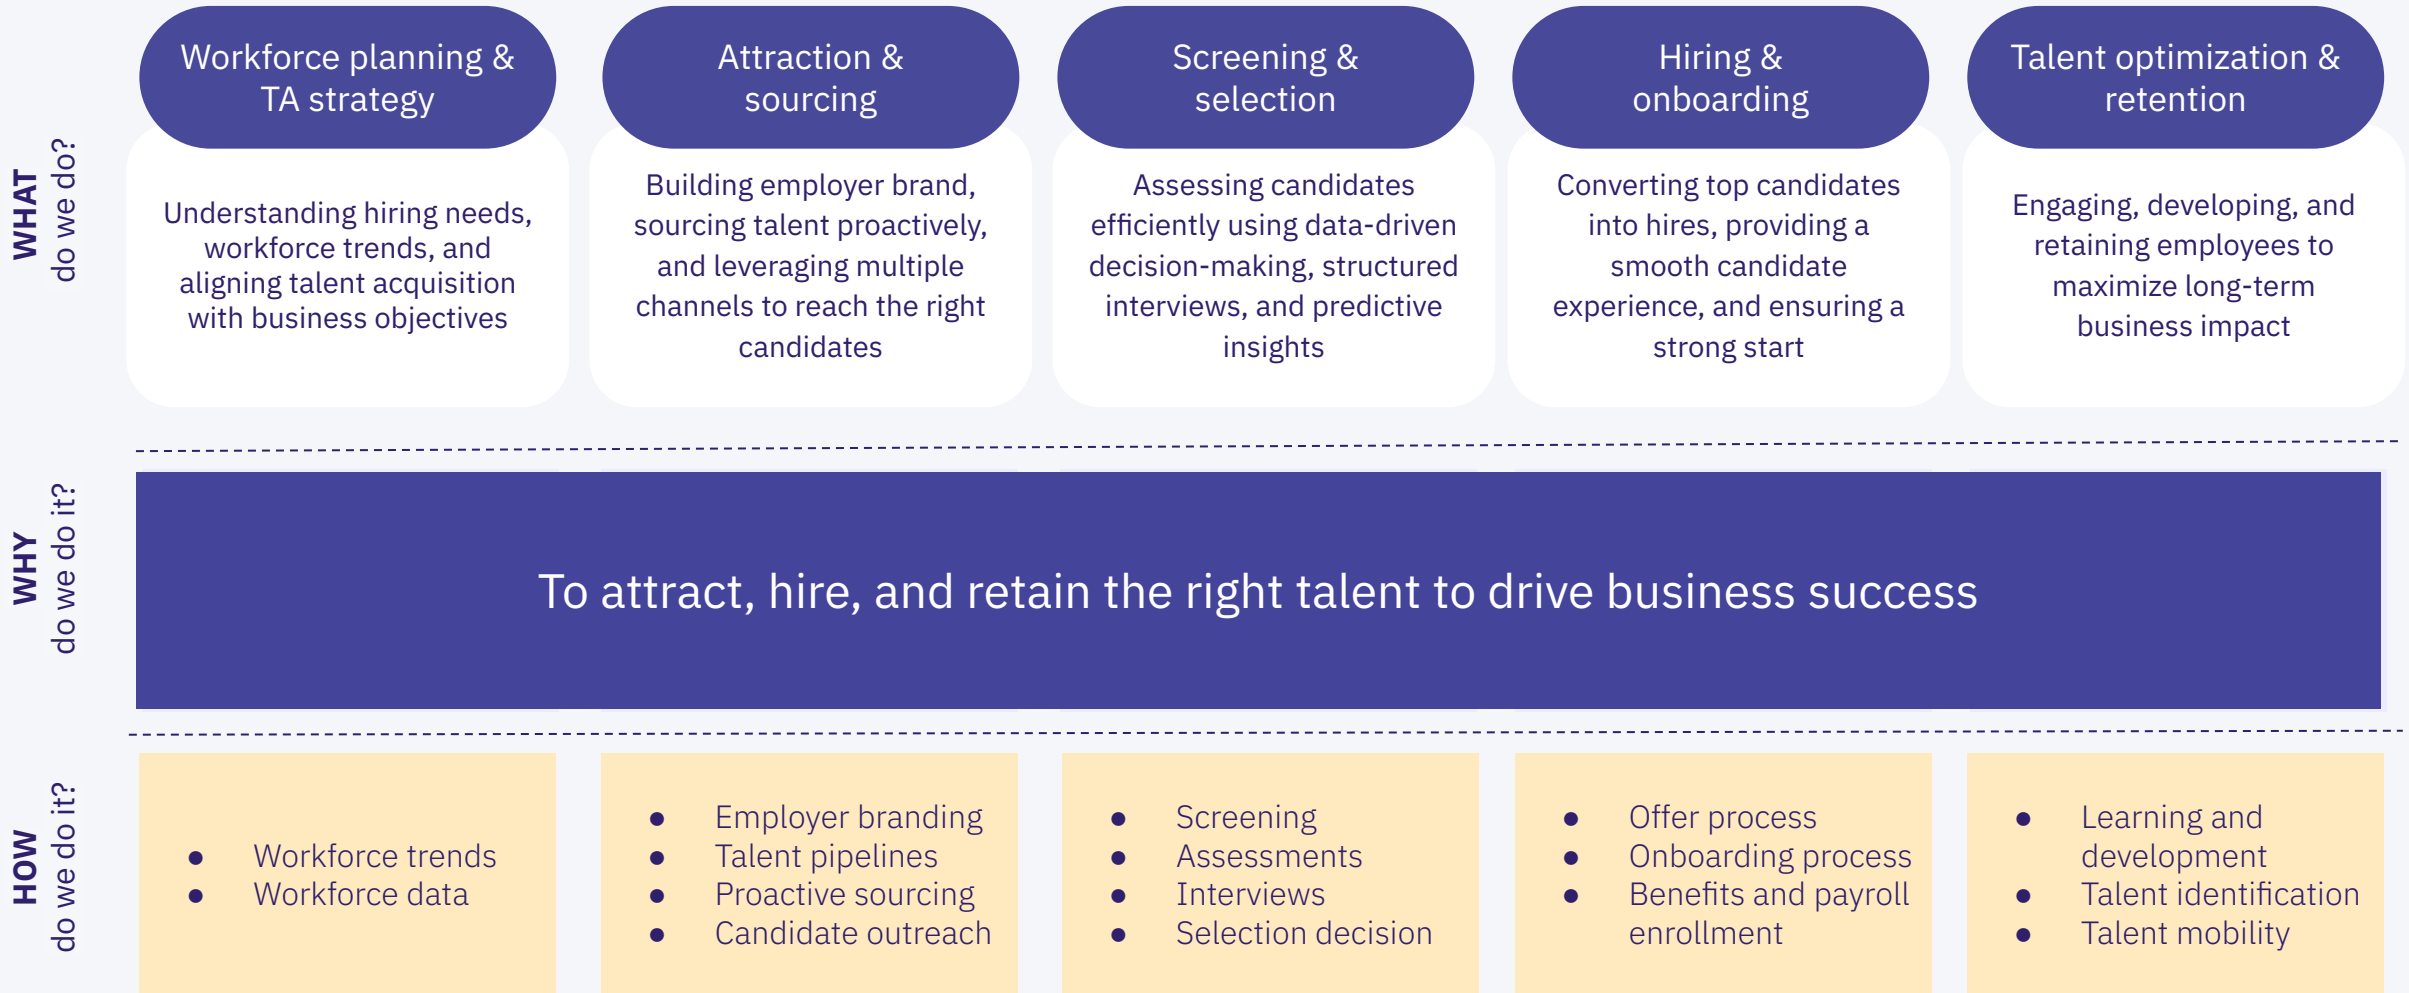 WHAT
do we do?
Workforce planning &
TA strategy
Understanding hiring needs,
workforce trends, and
aligning talent acquisition
with business objectives
Attraction &
sourcing
Building employer brand,
sourcing talent proactively,
and leveraging multiple
channels to reach the right
candidates
Screening &
selection
Assessing candidates
efficiently using data-driven
decision-making, structured
interviews, and predictive
insights
Hiring &
onboarding
Converting top candidates
into hires, providing a
smooth candidate
experience, and ensuring a
strong start
Talent optimization &
retention
Engaging, developing, and
retaining employees to
maximize long-term
business impact
WHY
do we do it?
To attract, hire, and retain the right talent to drive business success
HOW
do we do it?
● Workforce trends
● Workforce data
● Employer branding
● Talent pipelines
● Proactive sourcing
● Candidate outreach
● Screening
● Assessments
● Interviews
● Selection decision
● Offer process
● Onboarding process
● Benefits and payroll
enrollment
● Learning and
development
● Talent identification
● Talent mobility